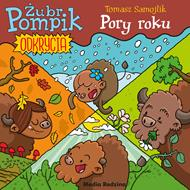 Żubr
Pompik
ODKRYCIA
Tomasz Samojlik
Pory roku
Media Rodzina